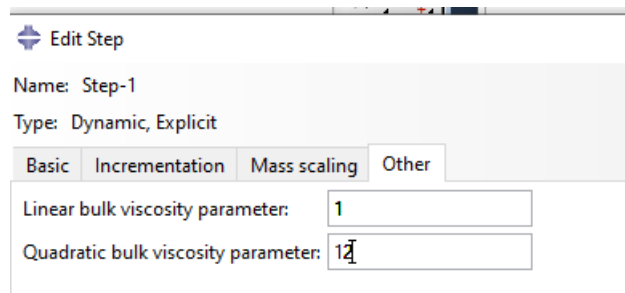 Edit Step
Name: Step-1
Type: Dynamic, Explicit
Basic Incrementation Mass scaling Other
Linear bulk viscosity parameter: 1
Quadratic bulk viscosity parameter: 12